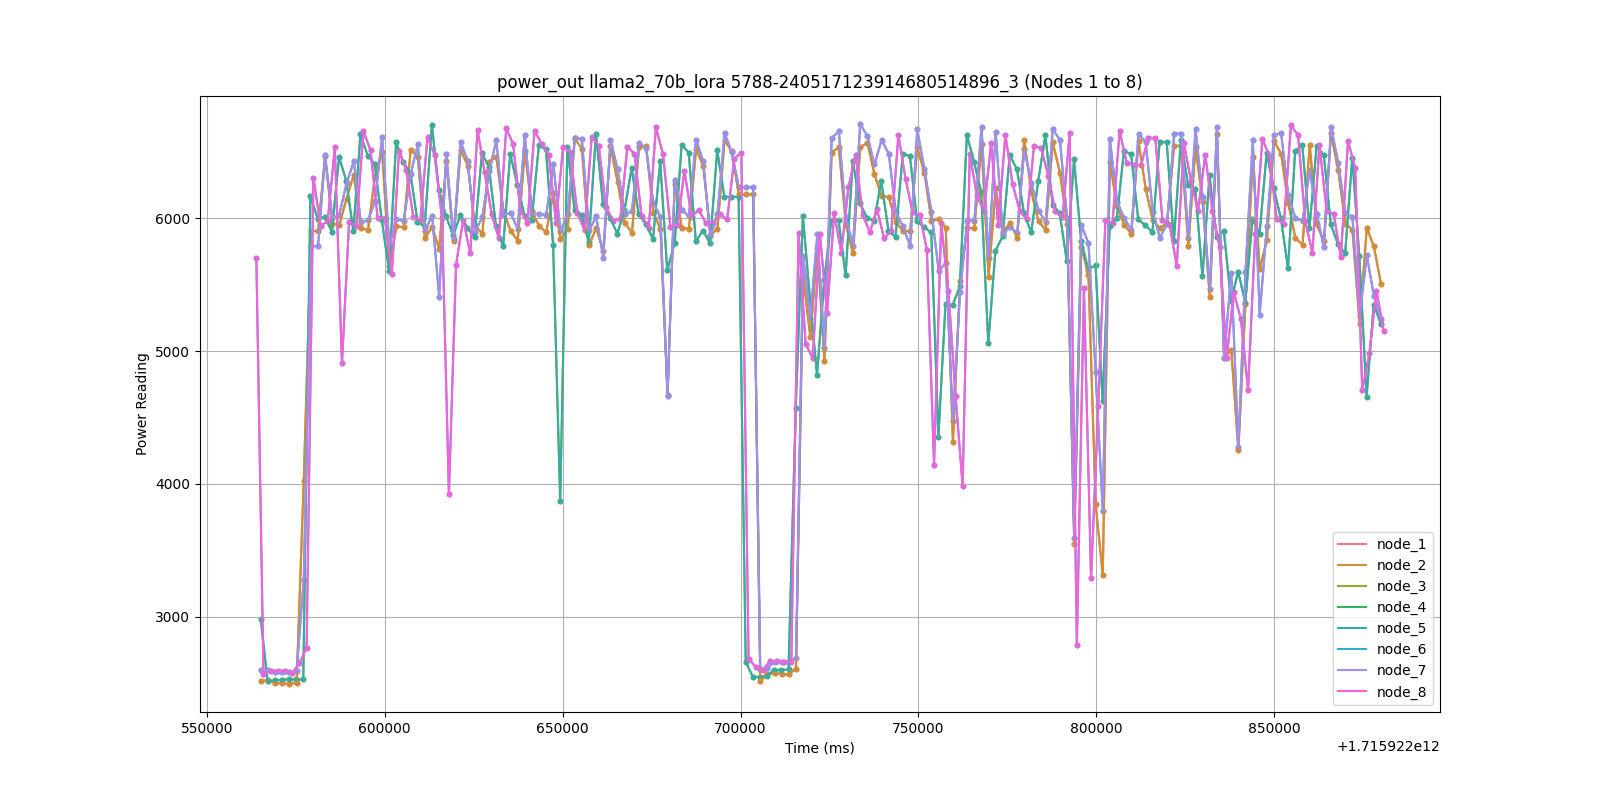 power_out llama2_70b_lora 5788-240517123914680514896_3 (Nodes 1 to 8)
Power Reading
6000
5000
4000
3000
node_1
node_2
node_3
node_4
node_5
node_6
node_7
node_8
550000 600000 650000 700000 750000 800000 850000
Time (ms)
+1.715922e12